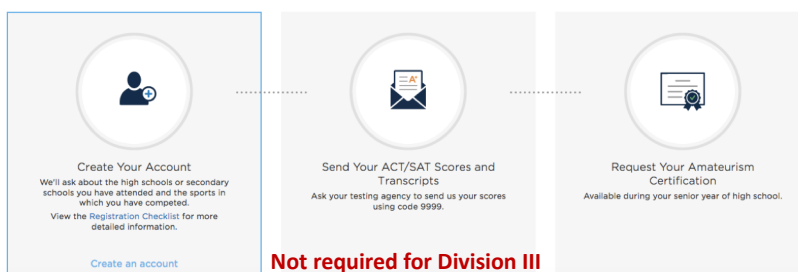 Create Your Account
We'll ask about the high schools or secondary
schools you have attended and the sports in
which you have competed.
View the Registration Checklist for more
detailed information.
Create an account
A+
Send Your ACT/SAT Scores and
Transcripts
Ask your testing agency to send us your scores
using code 9999.
Request Your Amateurism
Certification
Available during your senior year of high school.
Not required for Division III